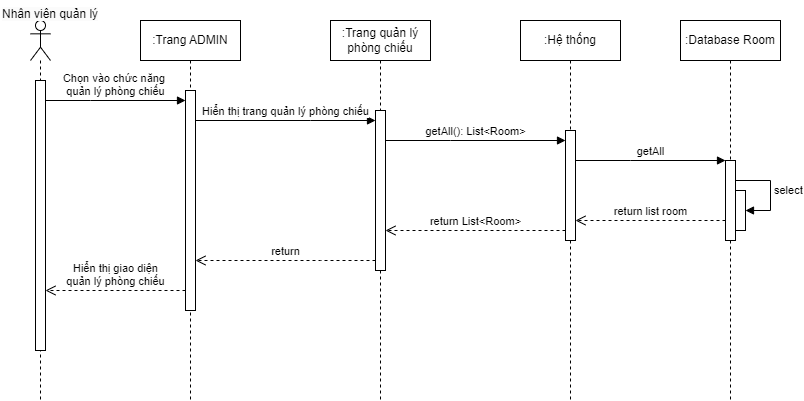 Nhân viên quản lý
:Trang ADMIN
:Trang quản lý
phòng chiếu
:Hệ thống
:Database Room
Chọn vào chức năng
quản lý phòng chiếu
Hiển thị trang quản lý phòng chiếu
getAll(): List<Room>
getAll
select
return list room
return List<Room>
return
Hiển thị giao diện
quản lý phòng chiếu